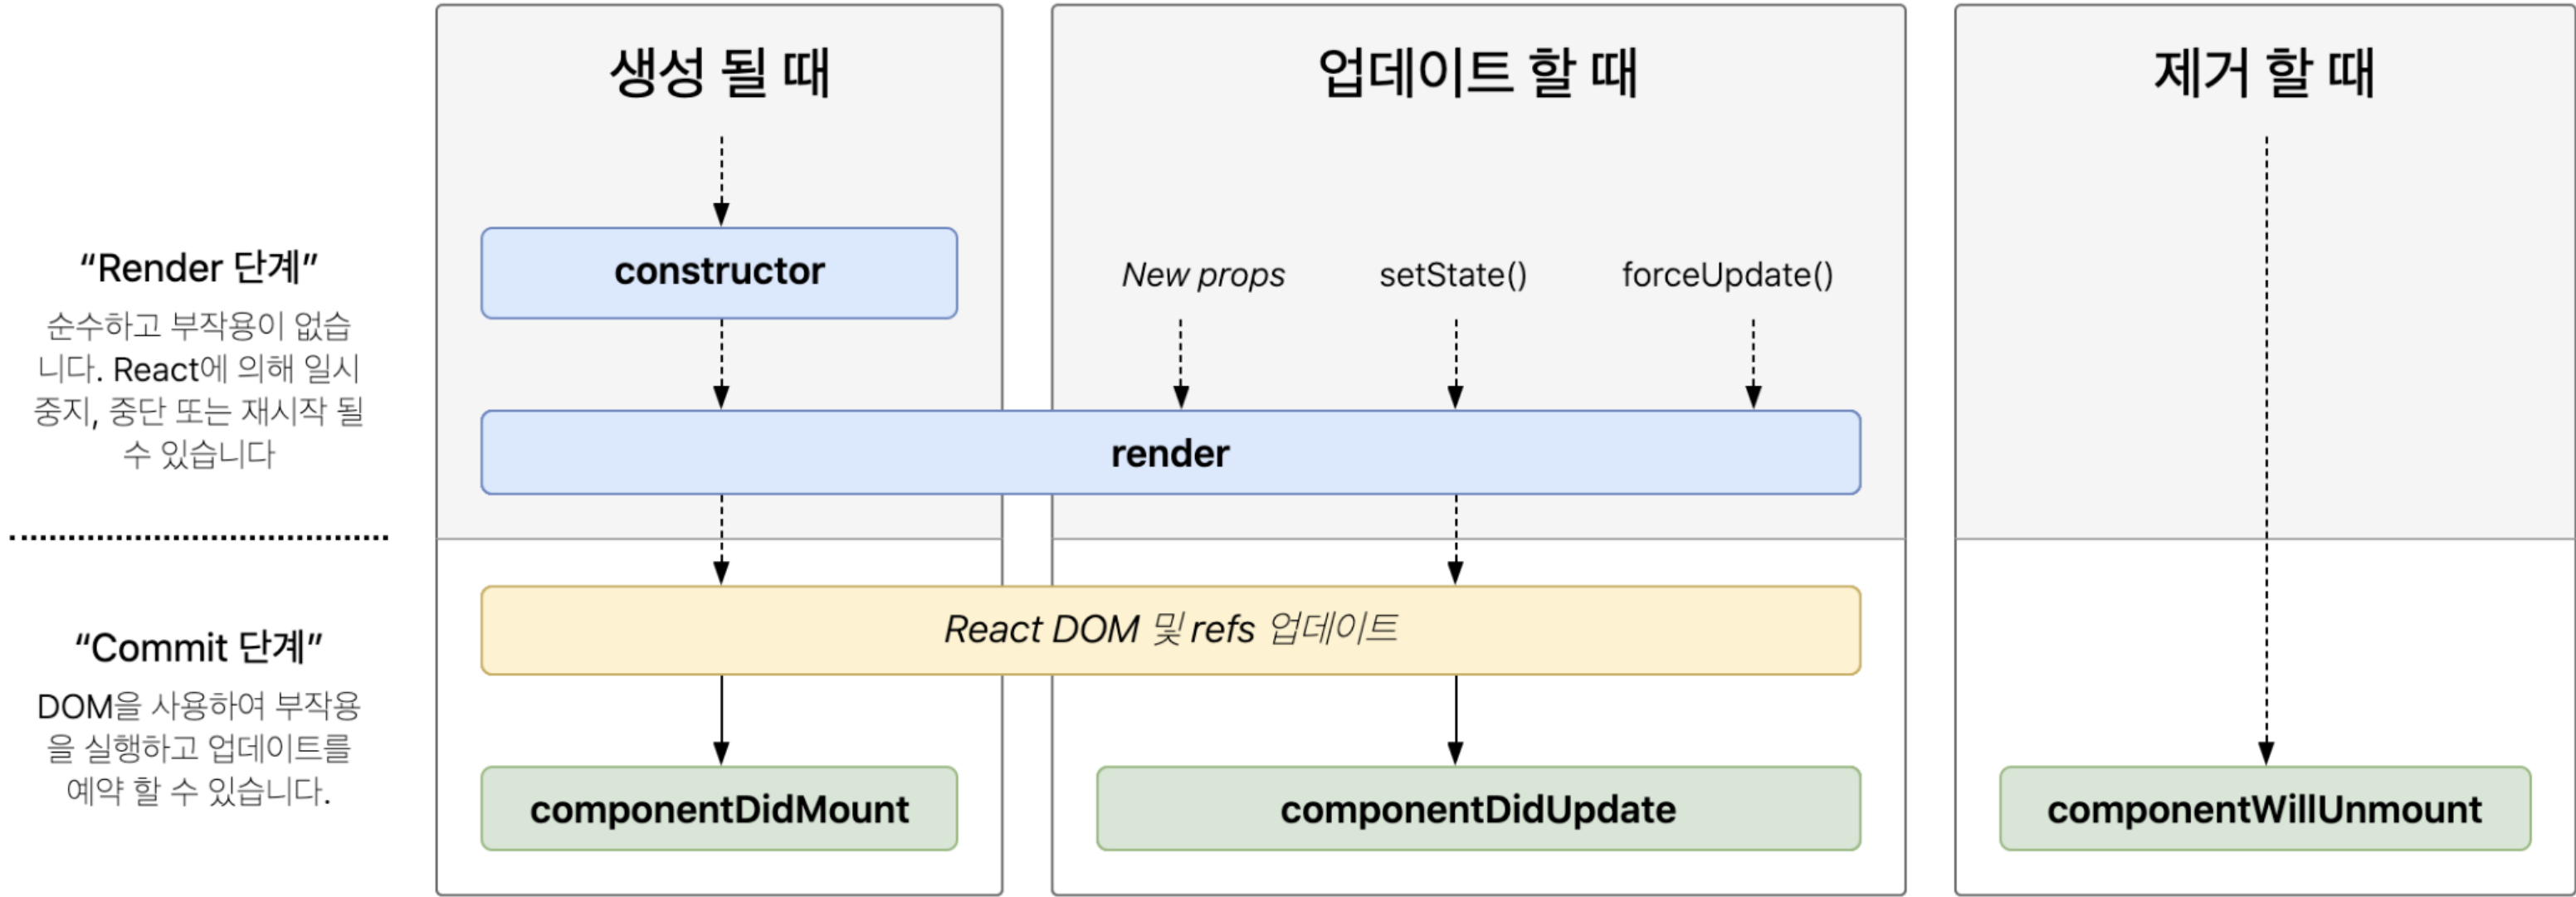 생성 될 때
업데이트 할 때
제거 할 때
“Render 단계”
순수하고 부작용이 없습
니다. React에 의해 일시
중지, 중단 또는 재시작 될
수 있습니다
constructor
New props
setState()
forceUpdate()
render
“Commit 단계”
DOM을 사용하여 부작용
을 실행하고 업데이트를
예약 할 수 있습니다.
React DOM 및 refs 업데이트
componentDidMount
componentDidUpdate
componentWillUnmount